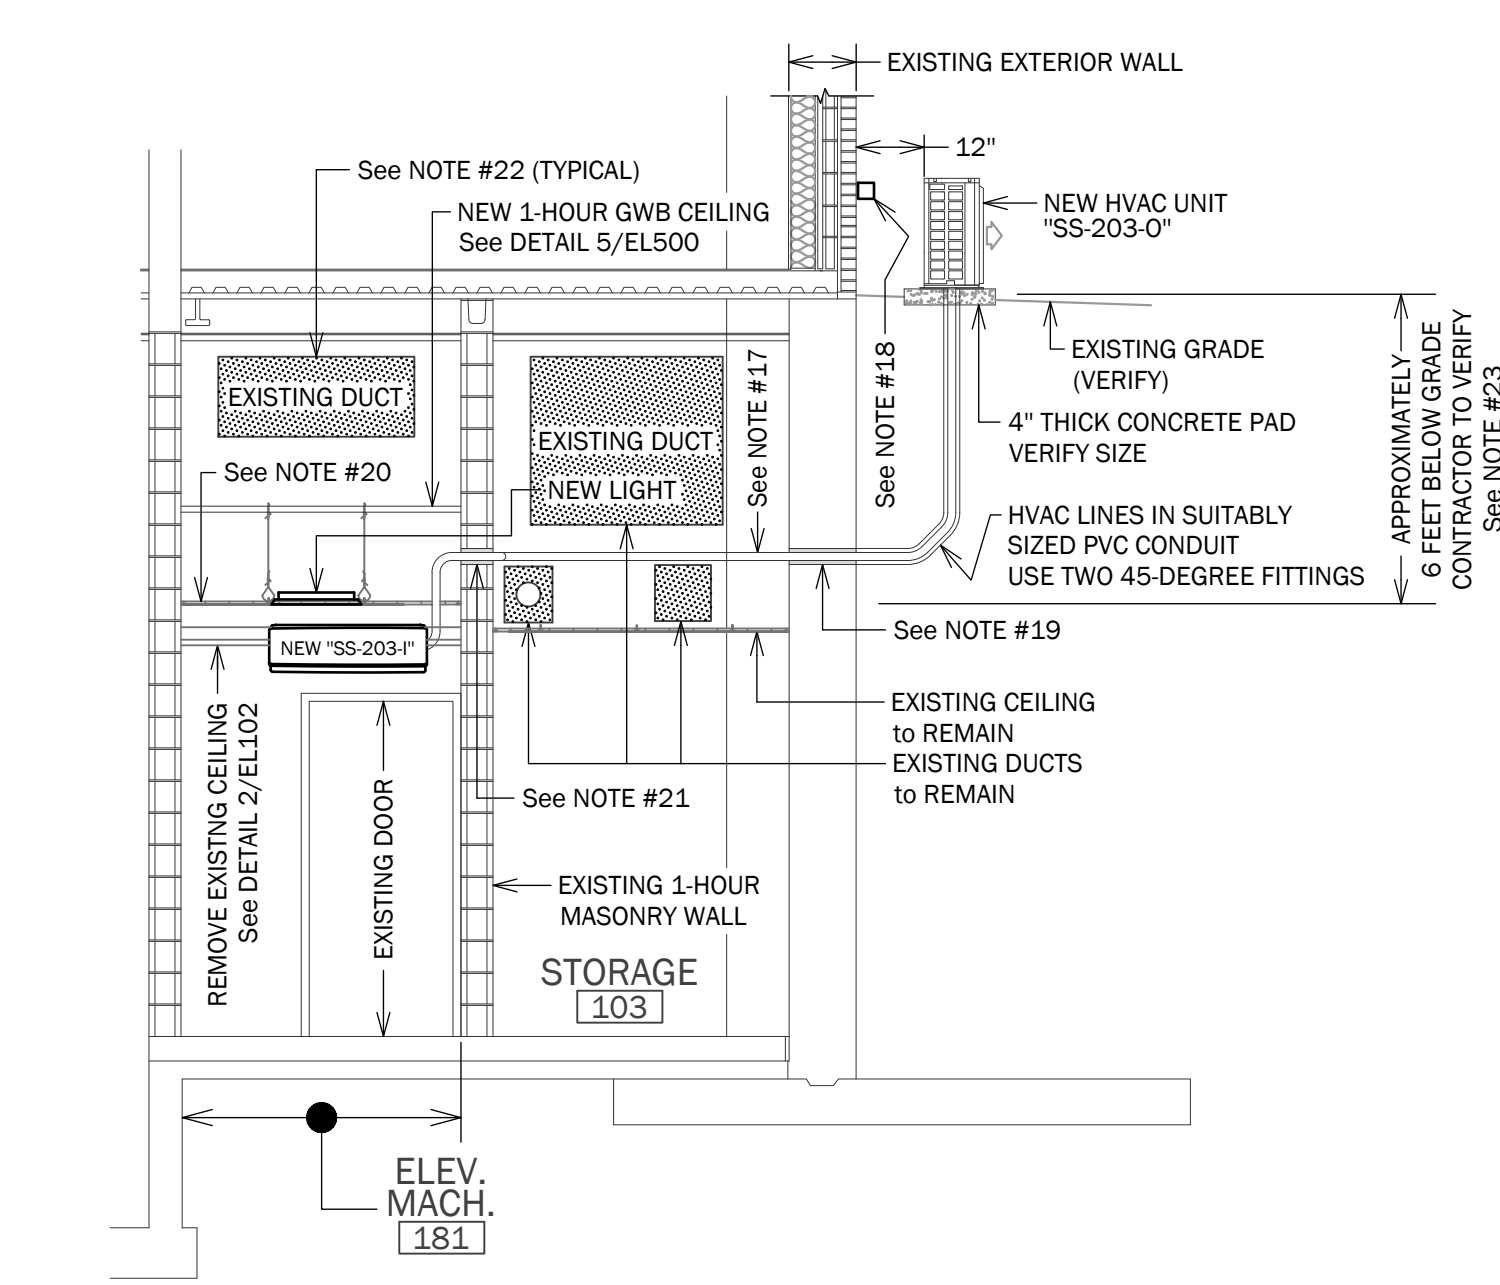 EXISTING EXTERIOR WALL
12"
See NOTE #22 (TYPICAL)
NEW 1-HOUR GWB CEILING
See DETAIL 5/EL500
NEW HVAC UNIT
"SS-203-O"
EXISTING DUCT
EXISTING DUCT
See NOTE #17
See NOTE #18
EXISTING GRADE
(VERIFY)
4" THICK CONCRETE PAD
VERIFY SIZE
APPROXIMATELY
6 FEET BELOW GRADE
CONTRACTOR TO VERIFY
See NOTE #23
See NOTE #20
NEW LIGHT
HVAC LINES IN SUITABLY
SIZED PVC CONDUIT
USE TWO 45-DEGREE FITTINGS
See NOTE #19
NEW "SS-203-I"
REMOVE EXISTNG CEILING
See DETAIL 2/EL102
EXISTING DOOR
EXISTING CEILING
to REMAIN
EXISTING DUCTS
to REMAIN
See NOTE #21
EXISTING 1-HOUR
MASONRY WALL
STORAGE
103
ELEV.
MACH.
181